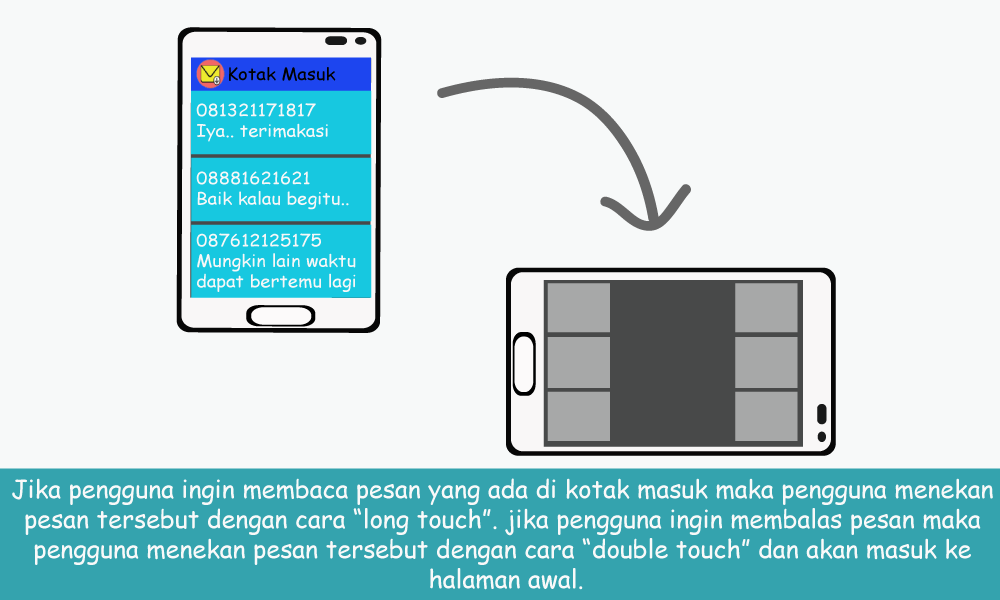 Kotak Masuk
081321171817
Iya.. terimakasi
08881621621
Baik kalau begitu..
087612125175
Mungkin lain waktu
dapat bertemu lagi
Jika pengguna ingin membaca pesan yang ada di kotak masuk maka pengguna menekan
pesan tersebut dengan cara “long touch”. jika pengguna ingin membalas pesan maka
pengguna menekan pesan tersebut dengan cara “double touch” dan akan masuk ke
halaman awal.